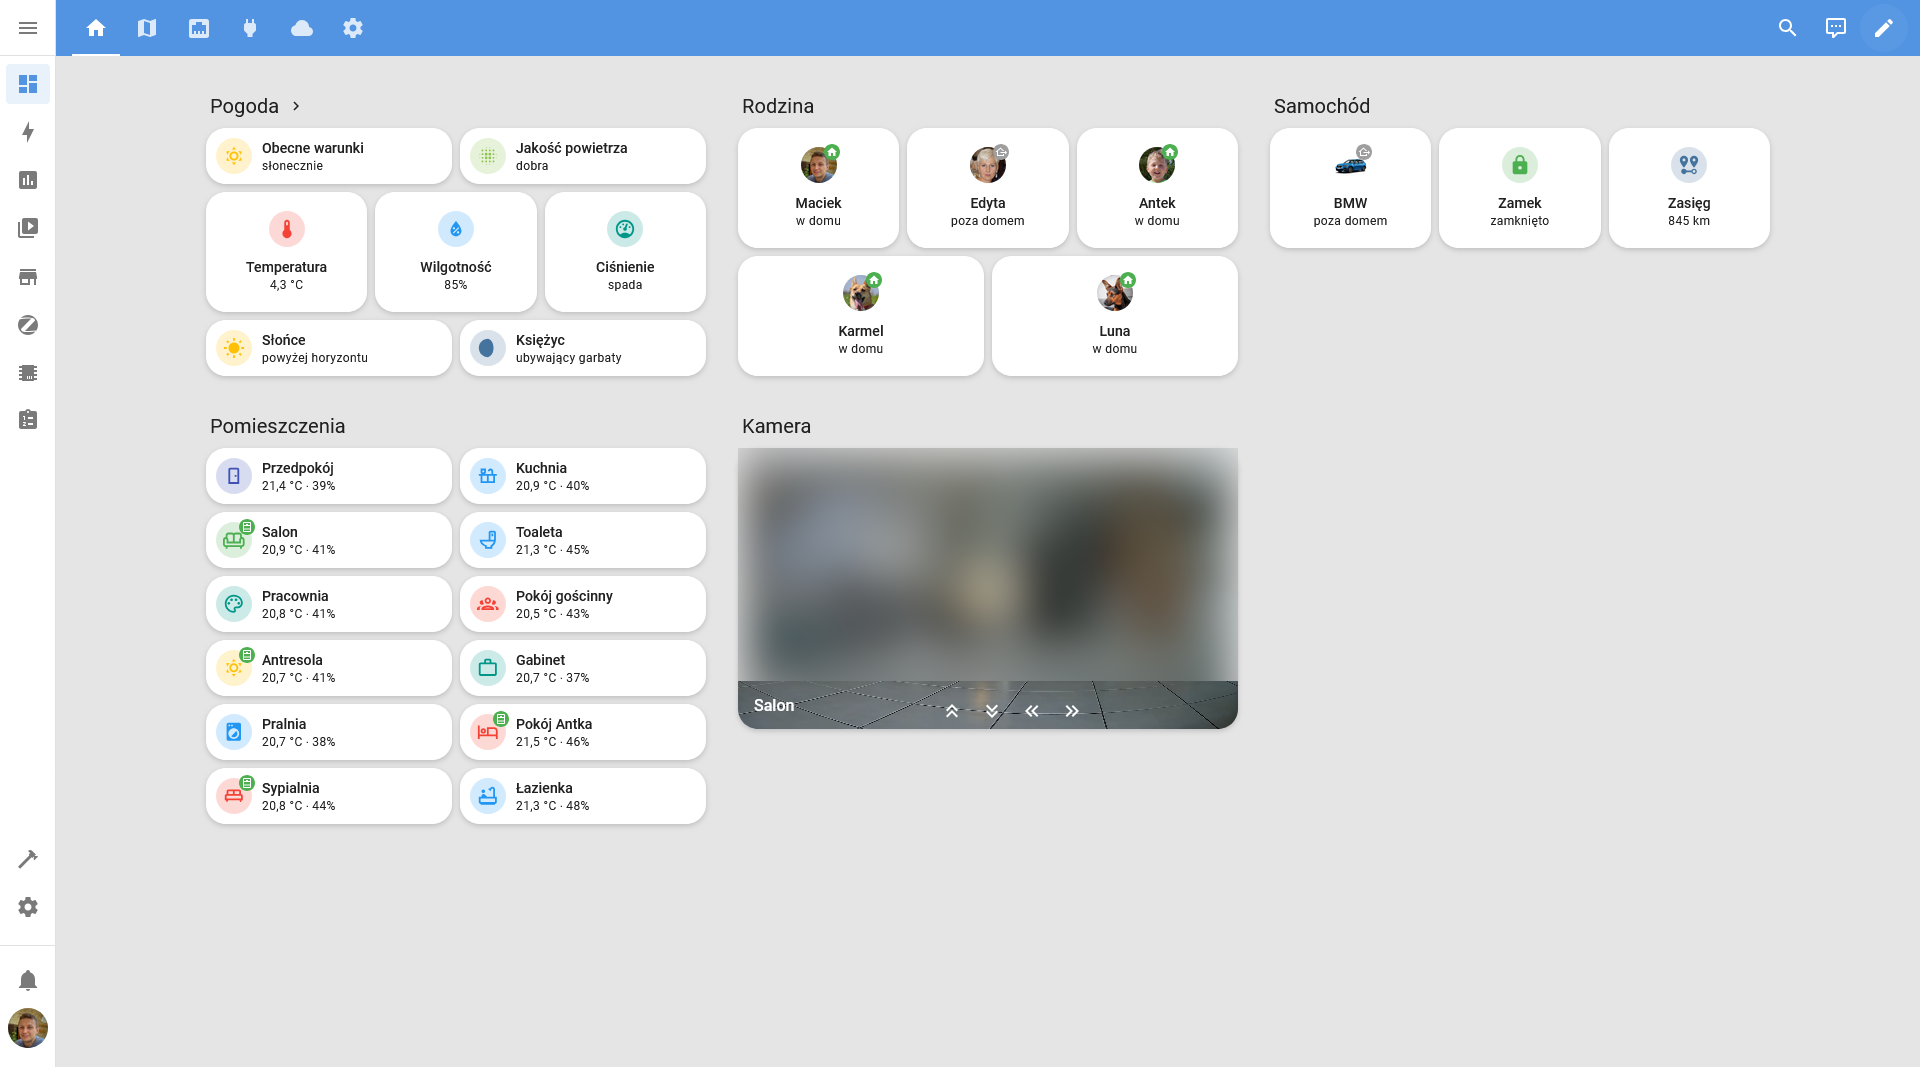 Pogoda
Obecne warunki
słonecznie
Jakość powietrza
dobra
Temperatura
4,3 °C
Wilgotność
85%
Ciśnienie
spada
Słońce
powyżej horyzontu
Księżyc
ubywający garbaty
Rodzina
Maciek
w domu
Edyta
poza domem
Antek
w domu
Karmel
w domu
Luna
w domu
Samochód
BMW
poza domem
Zamek
zamknięto
Zasięg
845 km
Pomieszczenia
Przedpokój
21,4 °C · 39%
Kuchnia
20,9 °C · 40%
Salon
20,9 °C · 41%
Toaleta
21,3 °C · 45%
Pracownia
20,8 °C · 41%
Pokój gościnny
20,5 °C · 43%
Antresola
20,7 °C · 41%
Gabinet
20,7 °C · 37%
Pralnia
20,7 °C · 38%
Pokój Antka
21,5 °C · 46%
Sypialnia
20,8 °C · 44%
Łazienka
21,3 °C · 48%
Kamera
Salon